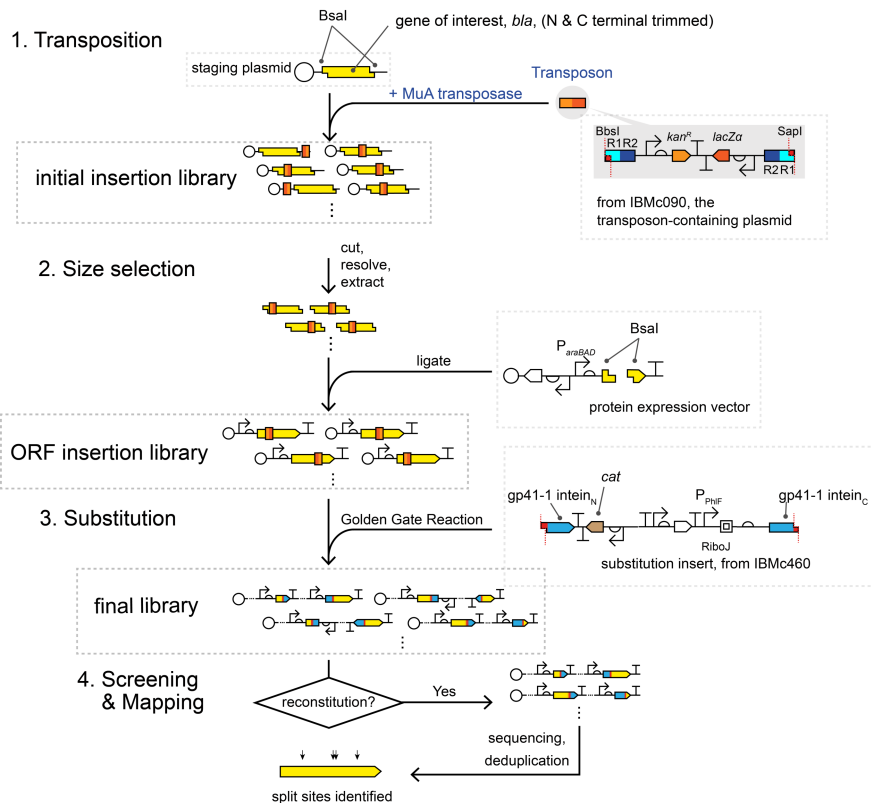 1. Transposition
BsaI
gene of interest, bla, (N & C terminal trimmed)
staging plasmid
+ MuA transposase
Transposon
BbsI
SapI
R1R2
kanR
lacZα
R2R1
from IBMc090, the
transposon-containing plasmid
initial insertion library
2. Size selection
cut,
resolve,
extract
ligate
BsaI
ParaBAD
protein expression vector
ORF insertion library
3. Substitution
Golden Gate Reaction
gp41-1 inteinN
cat
PPhlF
gp41-1 inteinC
RiboJ
substitution insert, from IBMc460
final library
4. Screening
& Mapping
reconstitution?
Yes
sequencing,
deduplication
split sites identified